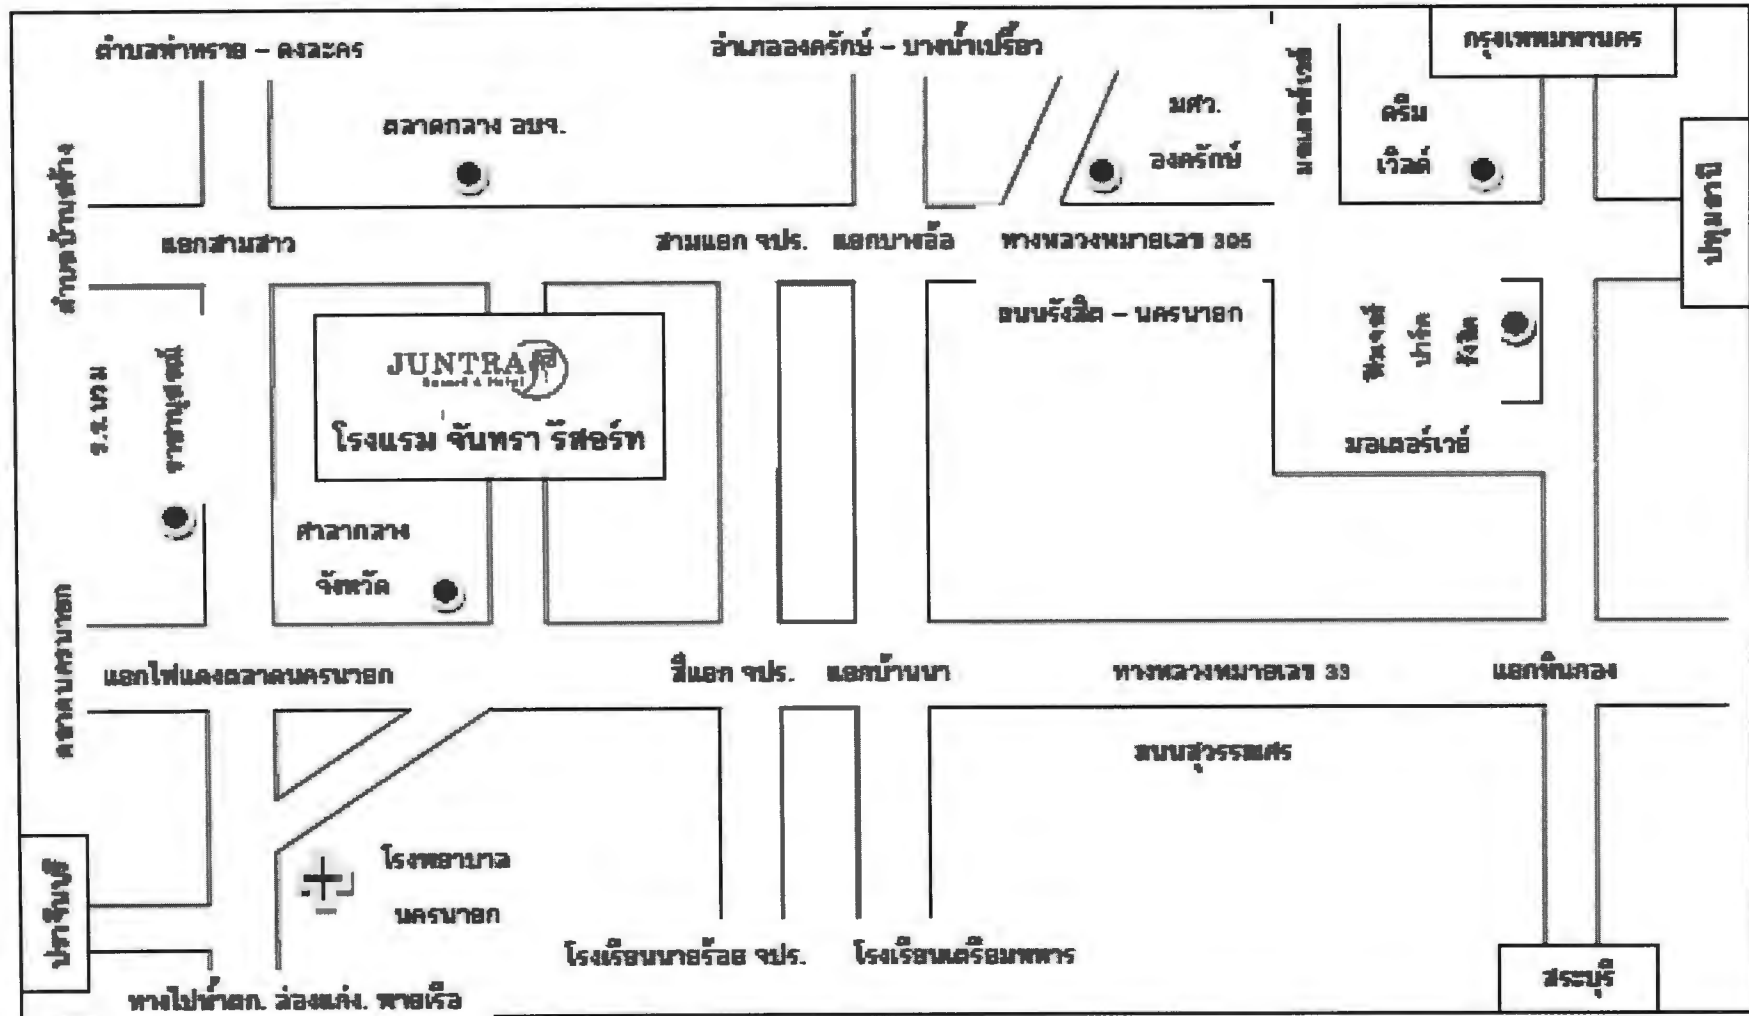 ตำบลท่าทราย – ดงละคร
อำเภอองครักษ์ – บางน้ำเปรี้ยว
มอเตอร์เวย์
กรุงเทพมหานคร
ตลาดกลาง อบจ.
มศว.
องครักษ์
ดรีม
เวิลด์
ปทุมธานี
ตำบลบ้านสร้าง
แยกสามสาว
สามแยก จปร.
แยกบางอ้อ
ทางหลวงหมายเลข 305
ถนนรังสิต – นครนายก
JUNTRA
Resort & Hotel
โรงแรม จันทรา รีสอร์ท
ร.ร.นวม
ราชานุสรณ์
ฟิวเจอร์
ปาร์ค
รังสิต
มอเตอร์เวย์
ศาลากลาง
จังหวัด
ตลาดนครนายก
แยกไฟแดงตลาดนครนายก
สี่แยก จปร.
แยกบ้านนา
ทางหลวงหมายเลข 33
แยกหินกอง
ถนนสุวรรณศร
ปราจีนบุรี
โรงพยาบาล
นครนายก
โรงเรียนนายร้อย จปร.
โรงเรียนเตรียมทหาร
สระบุรี
ทางไปน้ำตก. ล่องแก่ง. พายเรือ